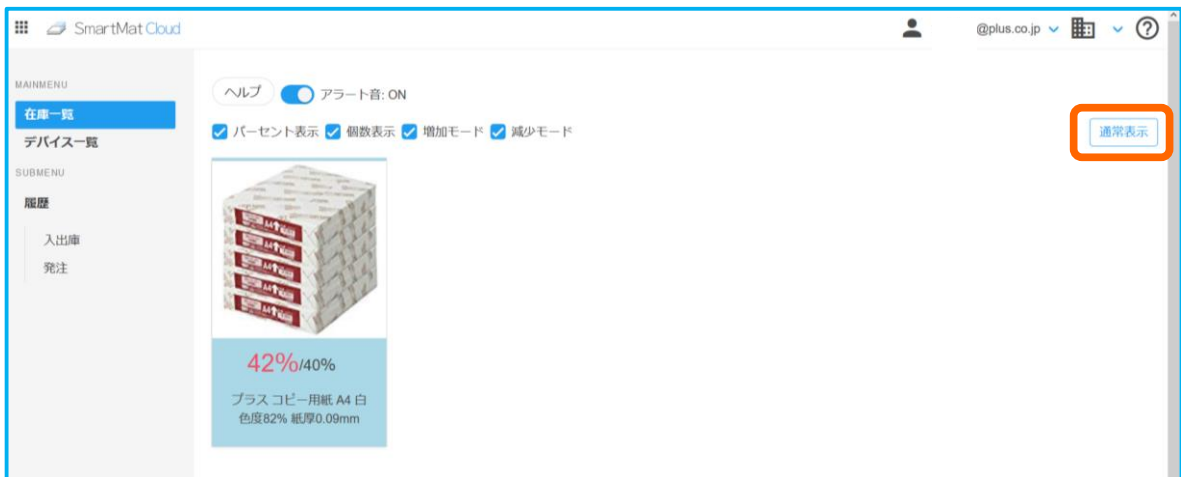 SmartMat Cloud
@plus.co.jp
MAINMENU
在庫一覧
デバイス一覧
SUBMENU
履歴
入出庫
発注
ヘルプ
アラート音: ON
パーセント表示 個数表示 増加モード 減少モード
通常表示
42%/40%
プラス コピー用紙 A4 白
色度82% 紙厚0.09mm